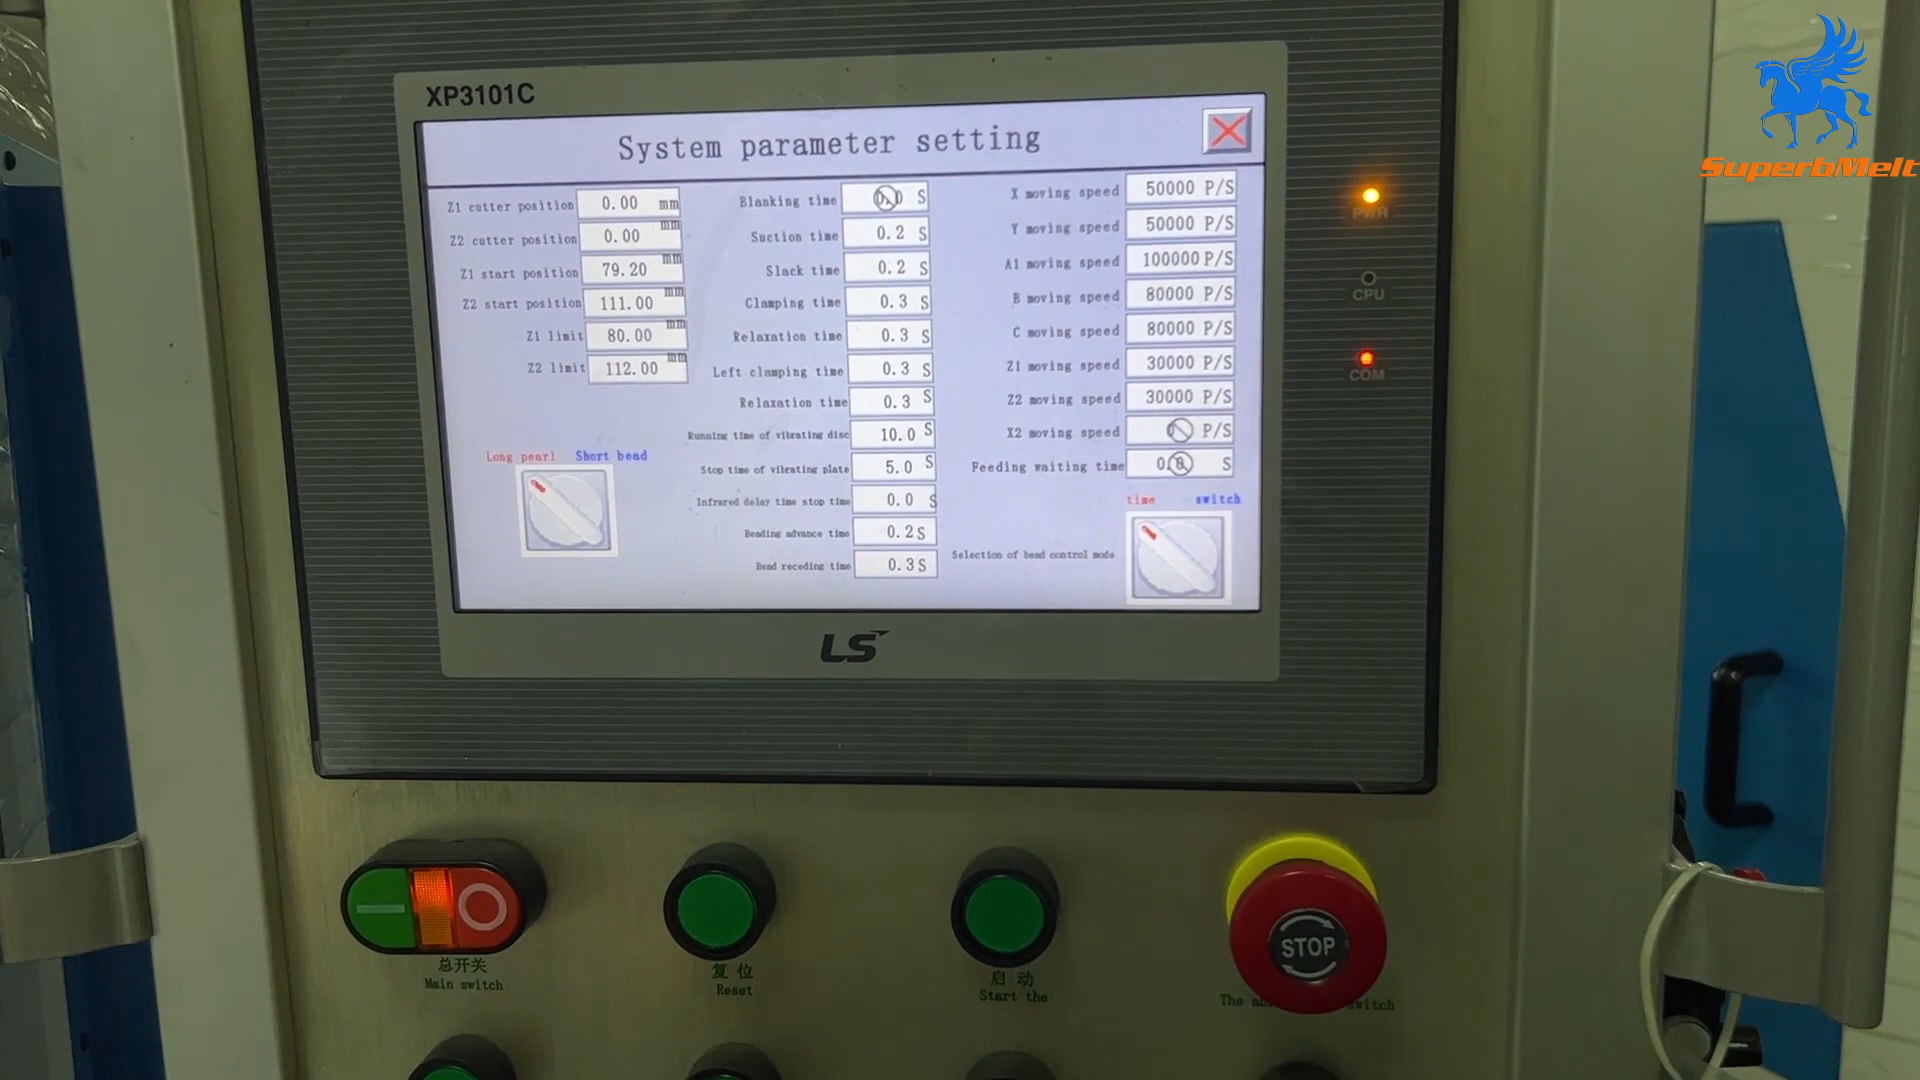 SuperbMelt
XP3101C
System parameter setting
Z1 cutter position 0.00 mm
Z2 cutter position 0.00 mm
Z1 start position 79.20 mm
Z2 start position 111.00 mm
Z1 limit 80.00 mm
Z2 limit 112.00 mm
Long pearl Short bead
Blanking time S
Suction time 0.2 S
Slack time 0.2 S
Clamping time 0.3 S
Relaxation time 0.3 S
Left clamping time 0.3 S
Relaxation time 0.3 S
Running time of vibrating disc 10.0 S
Stop time of vibrating plate 5.0 S
Infrared delay time stop time 0.0 S
Beading advance time 0.2 S
Bead receding time 0.3 S
X moving speed 50000 P/S
Y moving speed 50000 P/S
A1 moving speed 100000 P/S
B moving speed 80000 P/S
C moving speed 80000 P/S
Z1 moving speed 30000 P/S
Z2 moving speed 30000 P/S
X2 moving speed P/S
Feeding waiting time S
time switch
Selection of bead control mode
PWR
CPU
COM
LS
总开关
Main switch
复位
Reset
启动
Start the
STOP
The